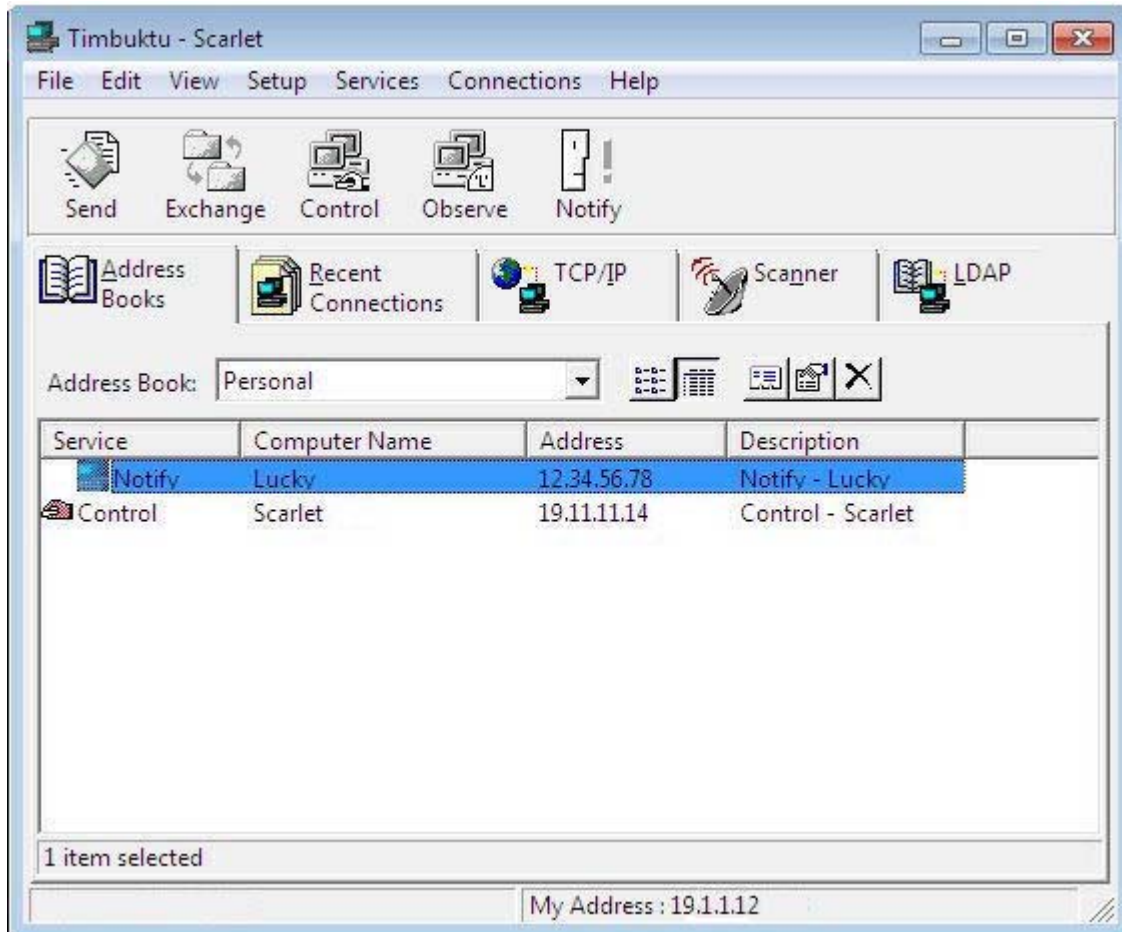 Timbuktu - Scarlet
File Edit View Setup Services Connections Help
Send Exchange Control Observe Notify
Address Books Recent Connections TCP/IP Scanner LDAP
Address Book: Personal
Service Computer Name Address Description
Notify Lucky 12.34.56.78 Notify - Lucky
Control Scarlet 19.11.11.14 Control - Scarlet
1 item selected
My Address : 19.1.1.12